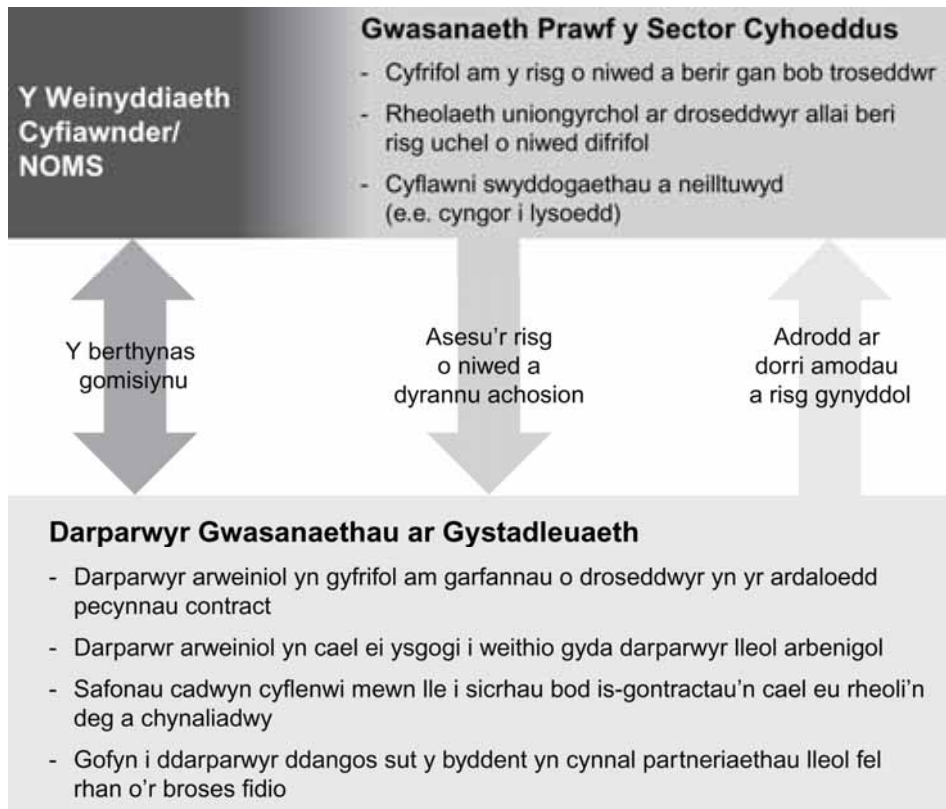 Y Weinyddiaeth
Cyfiawnder/
NOMS
Gwasanaeth Prawf y Sector Cyhoeddus
- Cyfrifol am y risg o niwed a berir gan bob troseddwr
- Rheolaeth uniongyrchol ar droseddwyr allai beri
risg uchel o niwed difrifol
- Cyflawni swyddogaethau a neilltuwyd
(e.e. cyngor i lysoedd)
Y berthynas
gomisiynu
Asesu’r risg
o niwed a
dyrannu achosion
Adrodd ar
dorri amodau
a risg gynyddol
Darparwyr Gwasanaethau ar Gystadleuaeth
- Darparwyr arweiniol yn gyfrifol am garfannau o droseddwyr yn yr ardaloedd
pecynnau contract
- Darparwr arweiniol yn cael ei ysgogi i weithio gyda darparwyr lleol arbenigol
- Safonau cadwyn cyflenwi mewn lle i sicrhau bod is-gontractau’n cael eu rheoli’n
deg a chynaliadwy
- Gofyn i ddarparwyr ddangos sut y byddent yn cynnal partneriaethau lleol fel
rhan o’r broses fidio